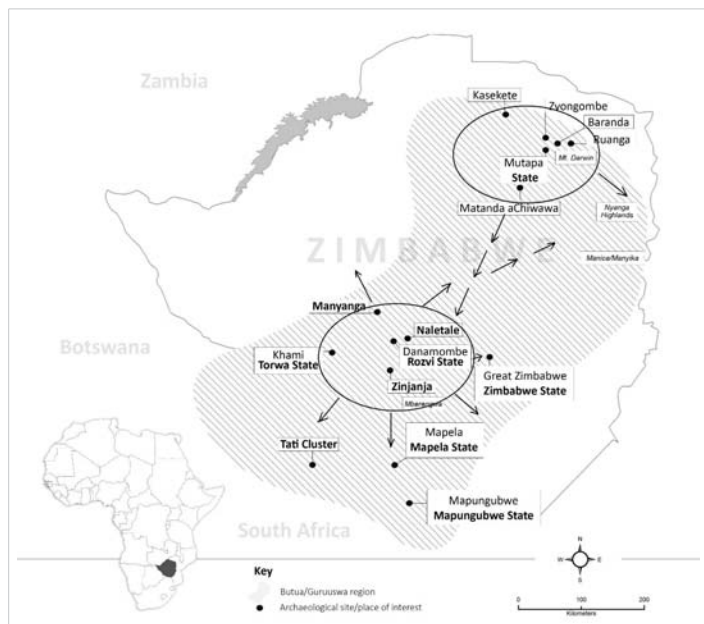 Zambia
Kasekete
Zvongombe
Baranda
Ruanga
Mt. Darwin
Mutapa
State
Matanda aChiwawa
Nyanga
Highlands
ZIMBABWE
Manica/Manyika
Manyanga
Botswana
Naletale
Khami
Torwa State
Danamombe
Rozvi State
Great Zimbabwe
Zimbabwe State
Zinjanja
Mberengwa
Tati Cluster
Mapela
Mapela State
Mapungubwe
Mapungubwe State
South Africa
N
W E
S
Key
Butua/Guruuswa region
Archaeological site/place of interest
0 100 200
Kilometers